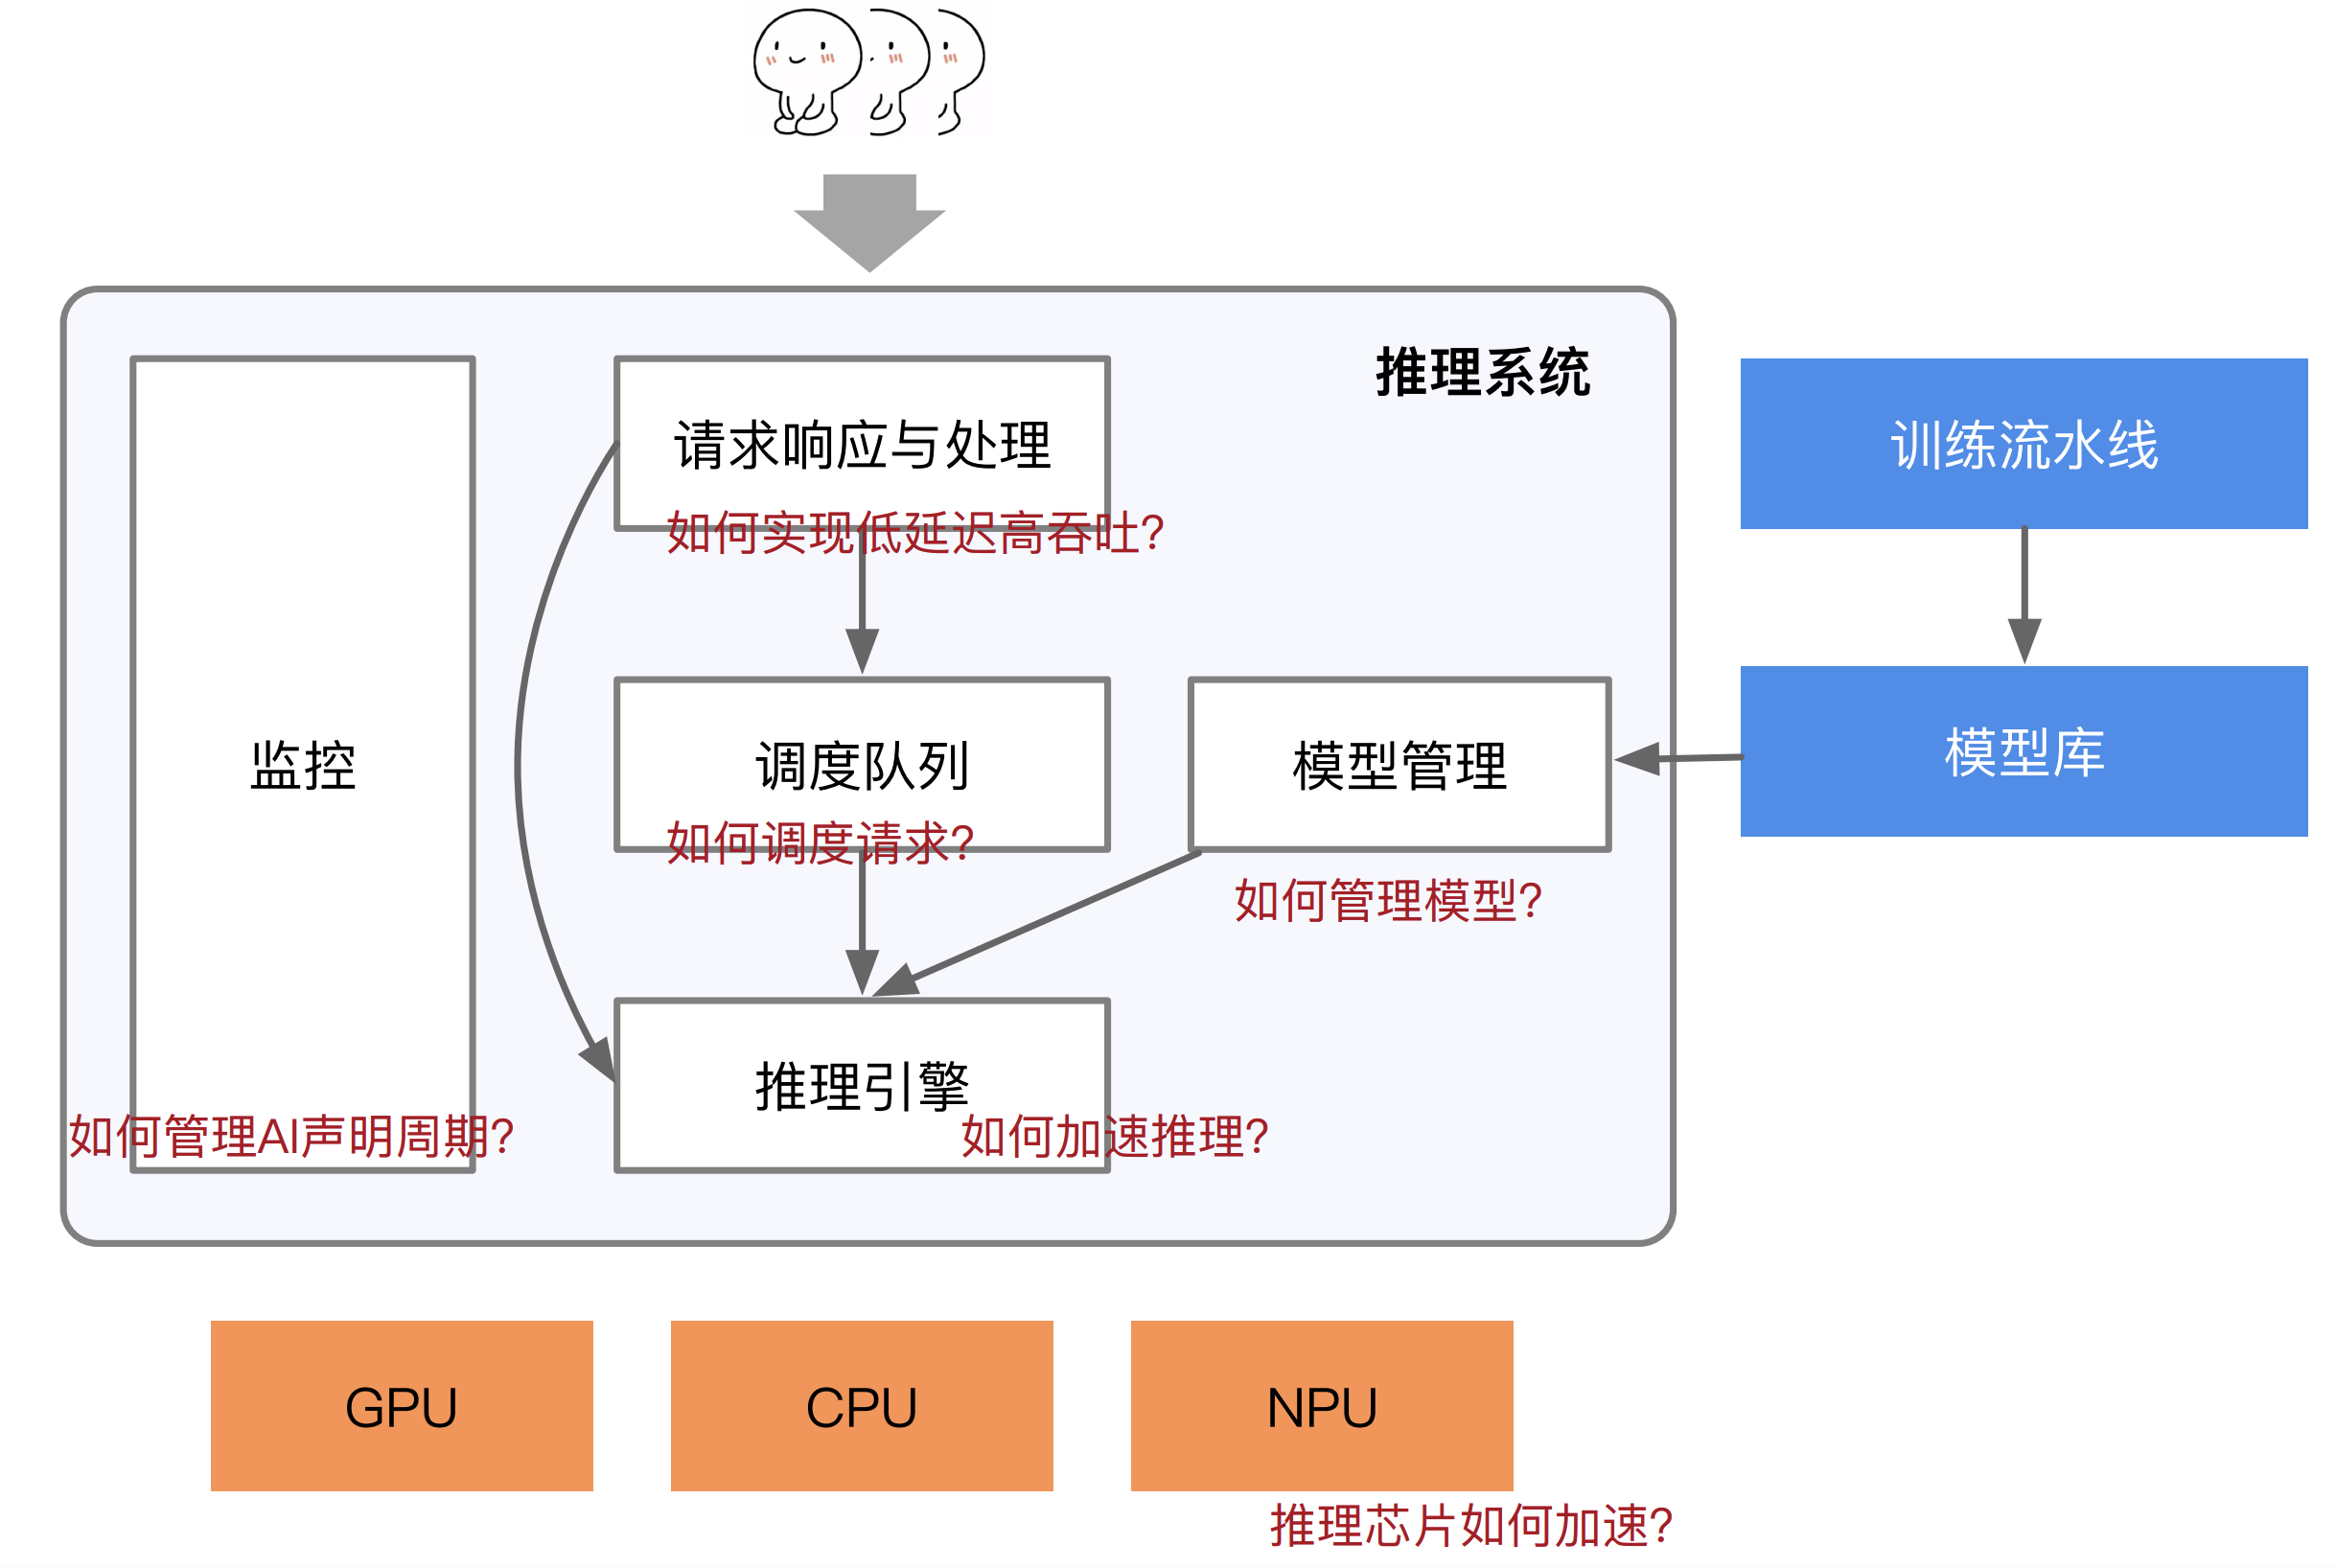 推理系统
请求响应与处理
训练流水线
如何实现低延迟高吞吐?
监控
调度队列
模型管理
模型库
如何调度请求?
如何管理模型?
推理引擎
如何管理AI声明周期?
如何加速推理?
GPU
CPU
NPU
推理芯片如何加速?